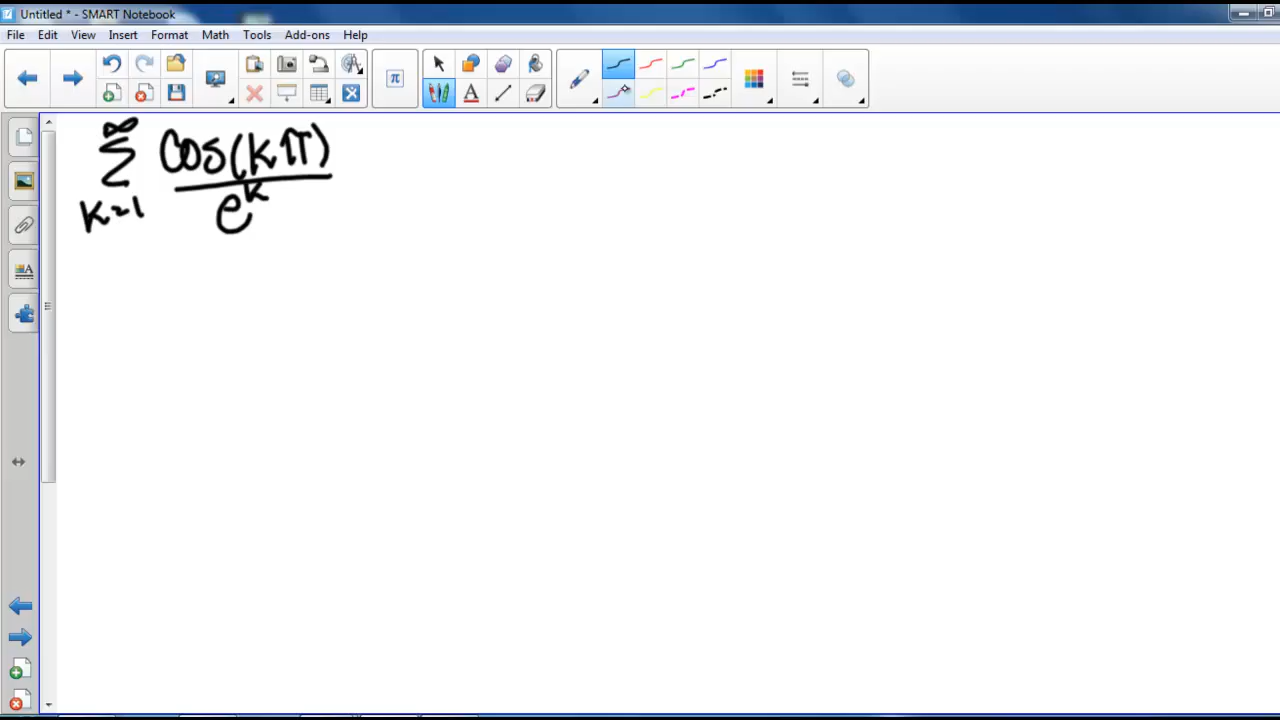 Untitled * - SMART Notebook
File Edit View Insert Format Math Tools Add-ons Help
π
A
∞
Σ cos(kπ)
k=1 e^k